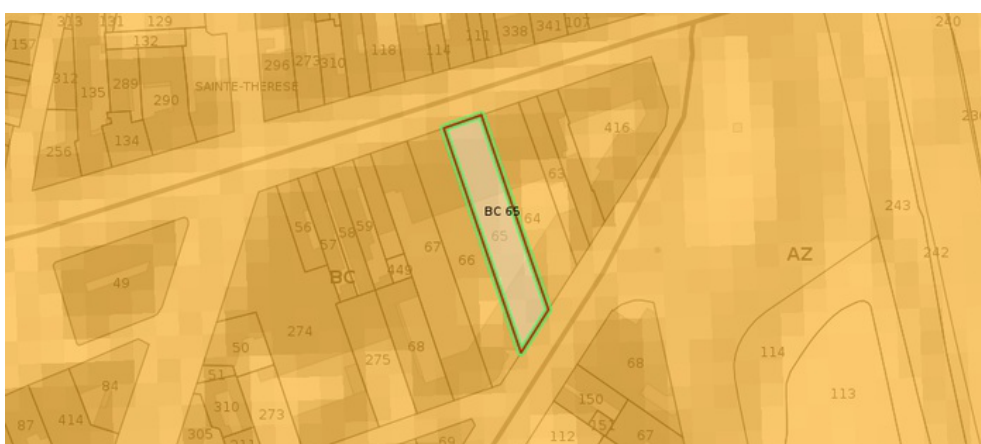 313 131 129 107
157 132 118 114 111 338 341 240
296 273 310
312 135 289 290 SAINTE-THERESE
256 134 416
63
56 57 58 59 BC 65 64 243
65
67 66 449 BC AZ 242
49
274
50 275 68 114
51 68
84 310 273 113
87 414 305 150 151
112 67
69